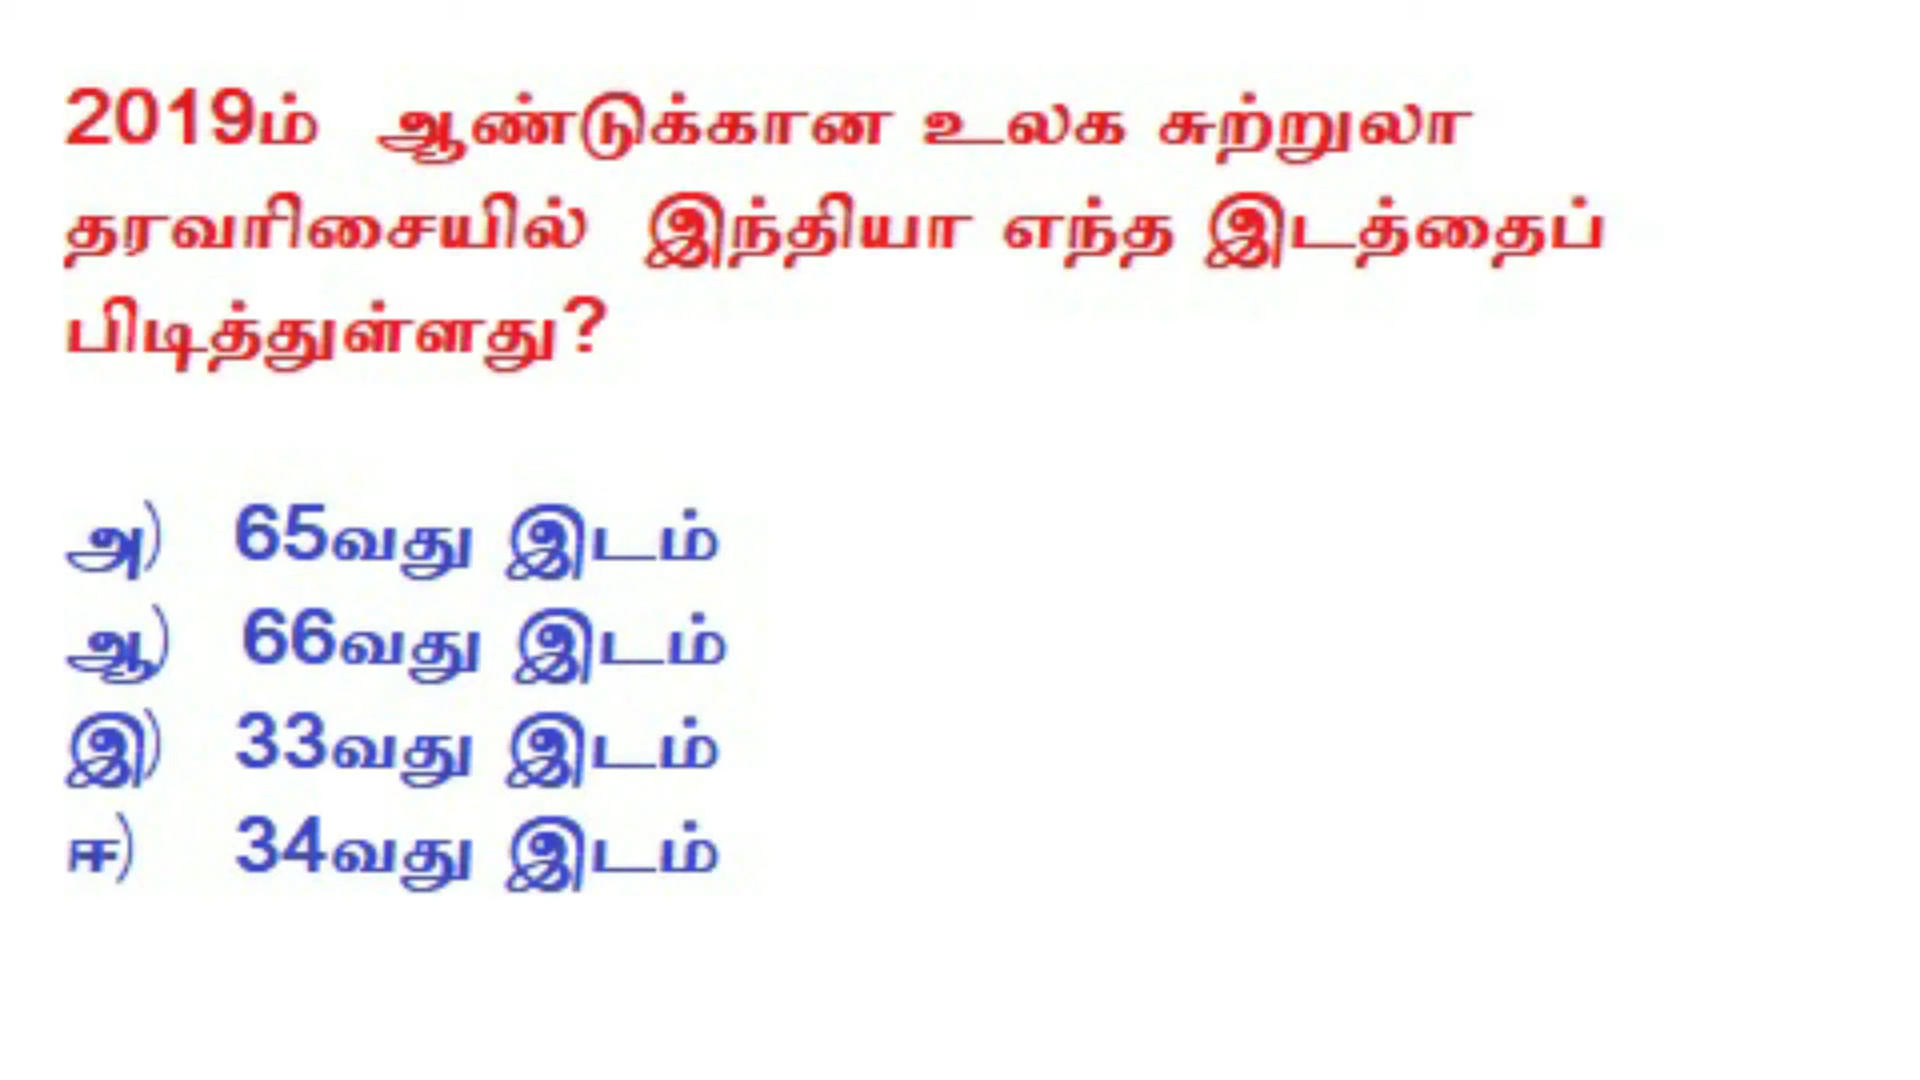 2019ம் ஆண்டுக்கான உலக சுற்றுலா
தரவரிசையில் இந்தியா எந்த இடத்தைப்
பிடித்துள்ளது?
அ) 65வது இடம்
ஆ) 66வது இடம்
இ) 33வது இடம்
ஈ) 34வது இடம்